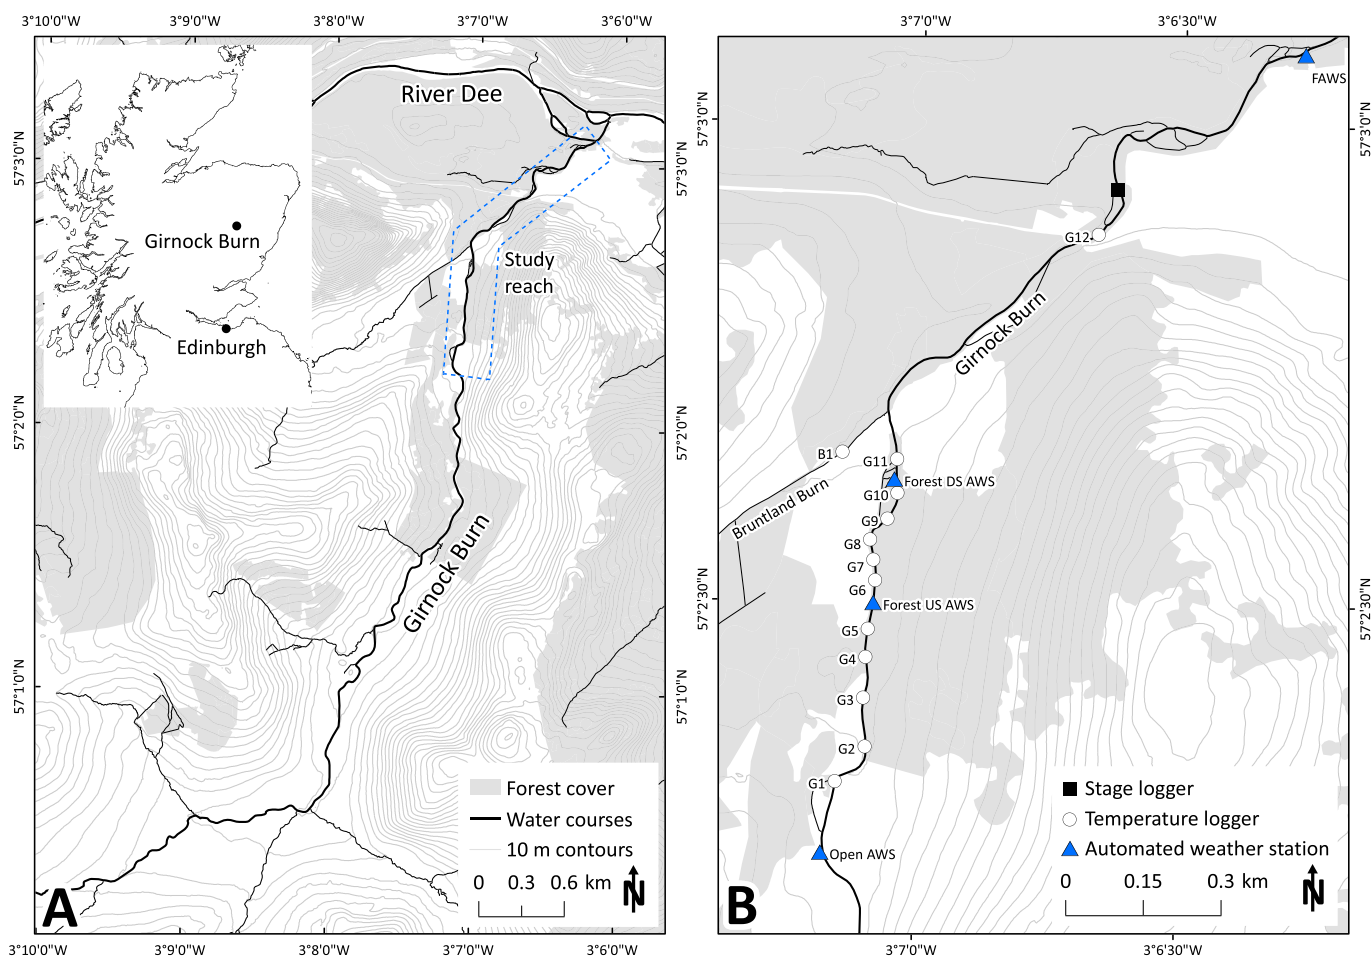 3°10'0"W
3°9'0"W
3°8'0"W
3°7'0"W
3°6'0"W
57°3'0"N
57°2'0"N
57°1'0"N
River Dee
Girnock Burn
Edinburgh
Study
reach
Girnock Burn
Forest cover
Water courses
10 m contours
0 0.3 0.6 km
N
A
57°3'0"N
57°2'0"N
57°1'0"N
3°10'0"W
3°9'0"W
3°8'0"W
3°7'0"W
3°6'0"W
3°7'0"W
3°6'30"W
57°3'0"N
57°2'30"N
FAWS
G12
Girnock Burn
B1
G11
Forest DS AWS
G10
Bruntland Burn
G9
G8
G7
G6
Forest US AWS
G5
G4
G3
G2
G1
Open AWS
Stage logger
Temperature logger
Automated weather station
0 0.15 0.3 km
N
B
57°3'0"N
57°2'30"N
3°7'0"W
3°6'30"W